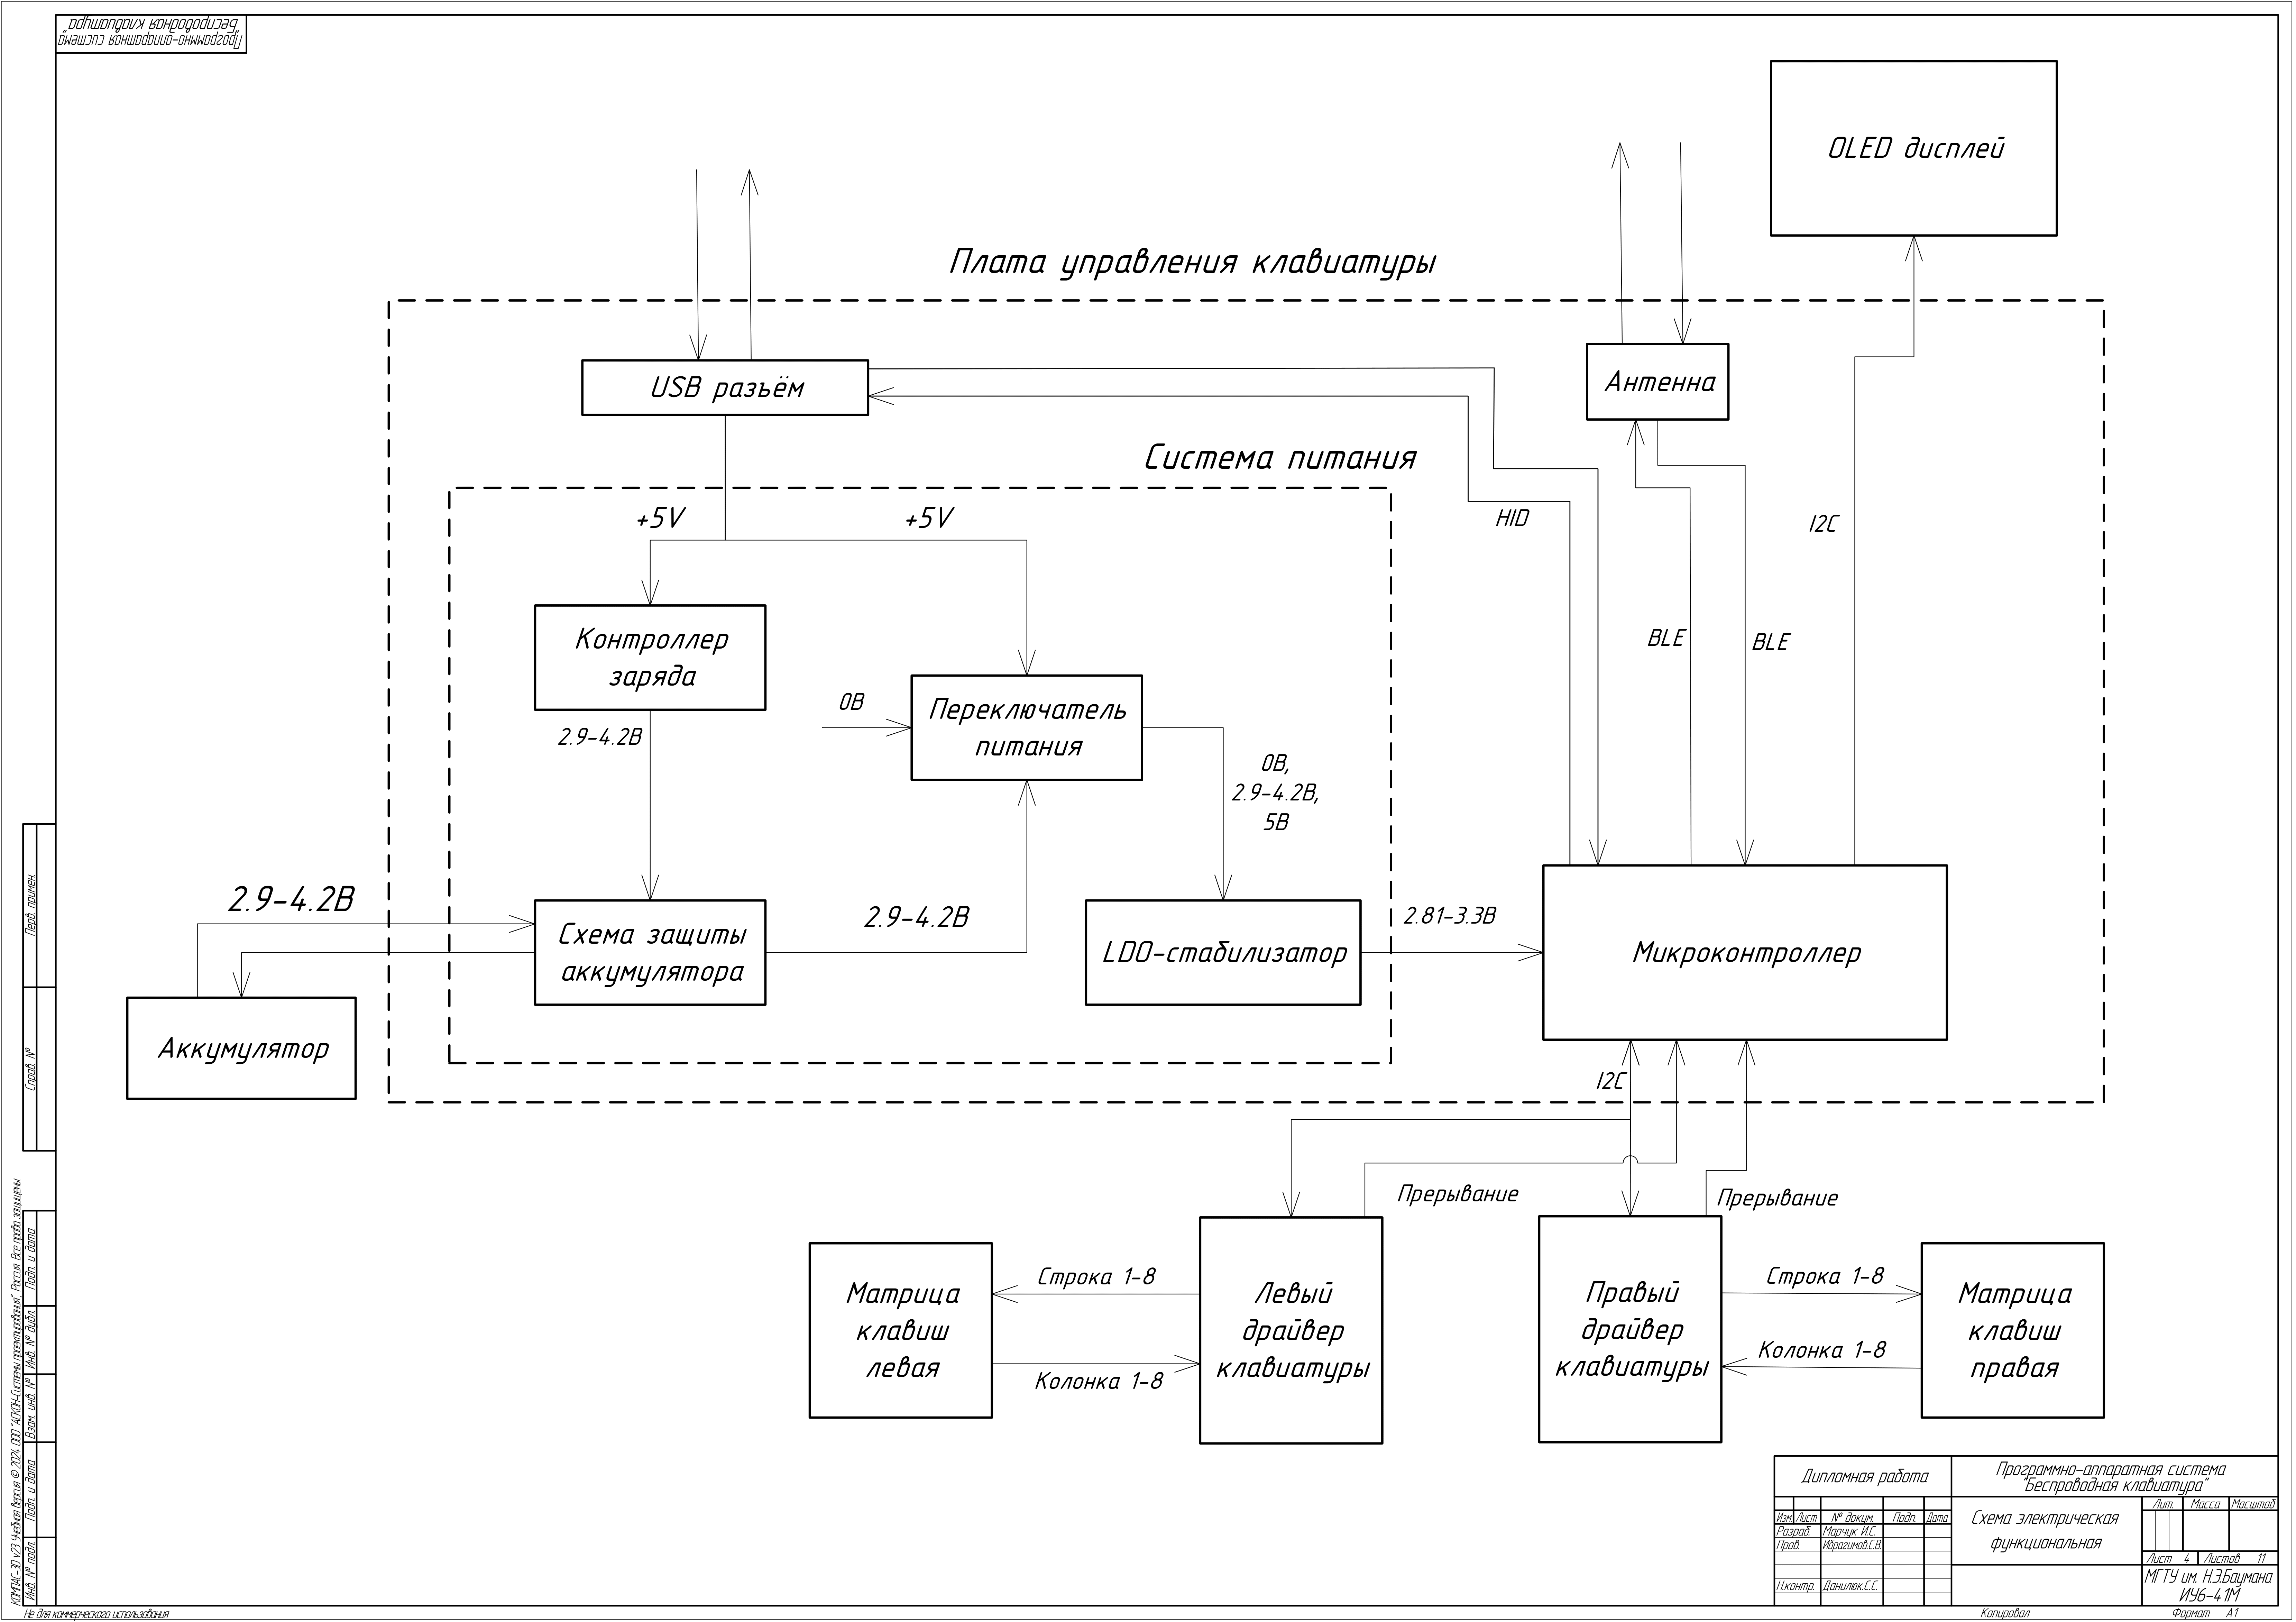 Программно-аппаратная система
"Беспроводная клавиатура"
OLED дисплей
Плата управления клавиатуры
USB разъём
Антенна
Система питания
+5V
+5V
HID
I2C
BLE
BLE
Контроллер
заряда
2.9-4.2В
0В
Переключатель
питания
0В,
2.9-4.2В,
5В
2.9-4.2В
Схема защиты
аккумулятора
2.9-4.2В
LDO-стабилизатор
2.81-3.3В
Микроконтроллер
Аккумулятор
I2C
Прерывание
Прерывание
Матрица
клавиш
левая
Строка 1-8
Колонка 1-8
Левый
драйвер
клавиатуры
Правый
драйвер
клавиатуры
Строка 1-8
Колонка 1-8
Матрица
клавиш
правая
Перв. примен.
Справ. №
Подп. и дата
Инв. № дубл.
Взам. инв. №
Подп. и дата
Инв. № подл.
КОМПАС-3D v23 Учебная версия © 2024 ООО "АСКОН-Системы проектирования", Россия. Все права защищены.
Не для коммерческого использования
Дипломная работа
Программно-аппаратная система
"Беспроводная клавиатура"
Изм. Лист № докум. Подп. Дата
Разраб. Марчук И.С.
Пров. Ибрагимов.С.В.
Н.контр. Данилюк.С.С.
Схема электрическая
функциональная
Лит. Масса Масштаб
Лист 4 Листов 11
МГТУ им. Н.Э.Баумана
ИУ6-41М
Копировал Формат А1